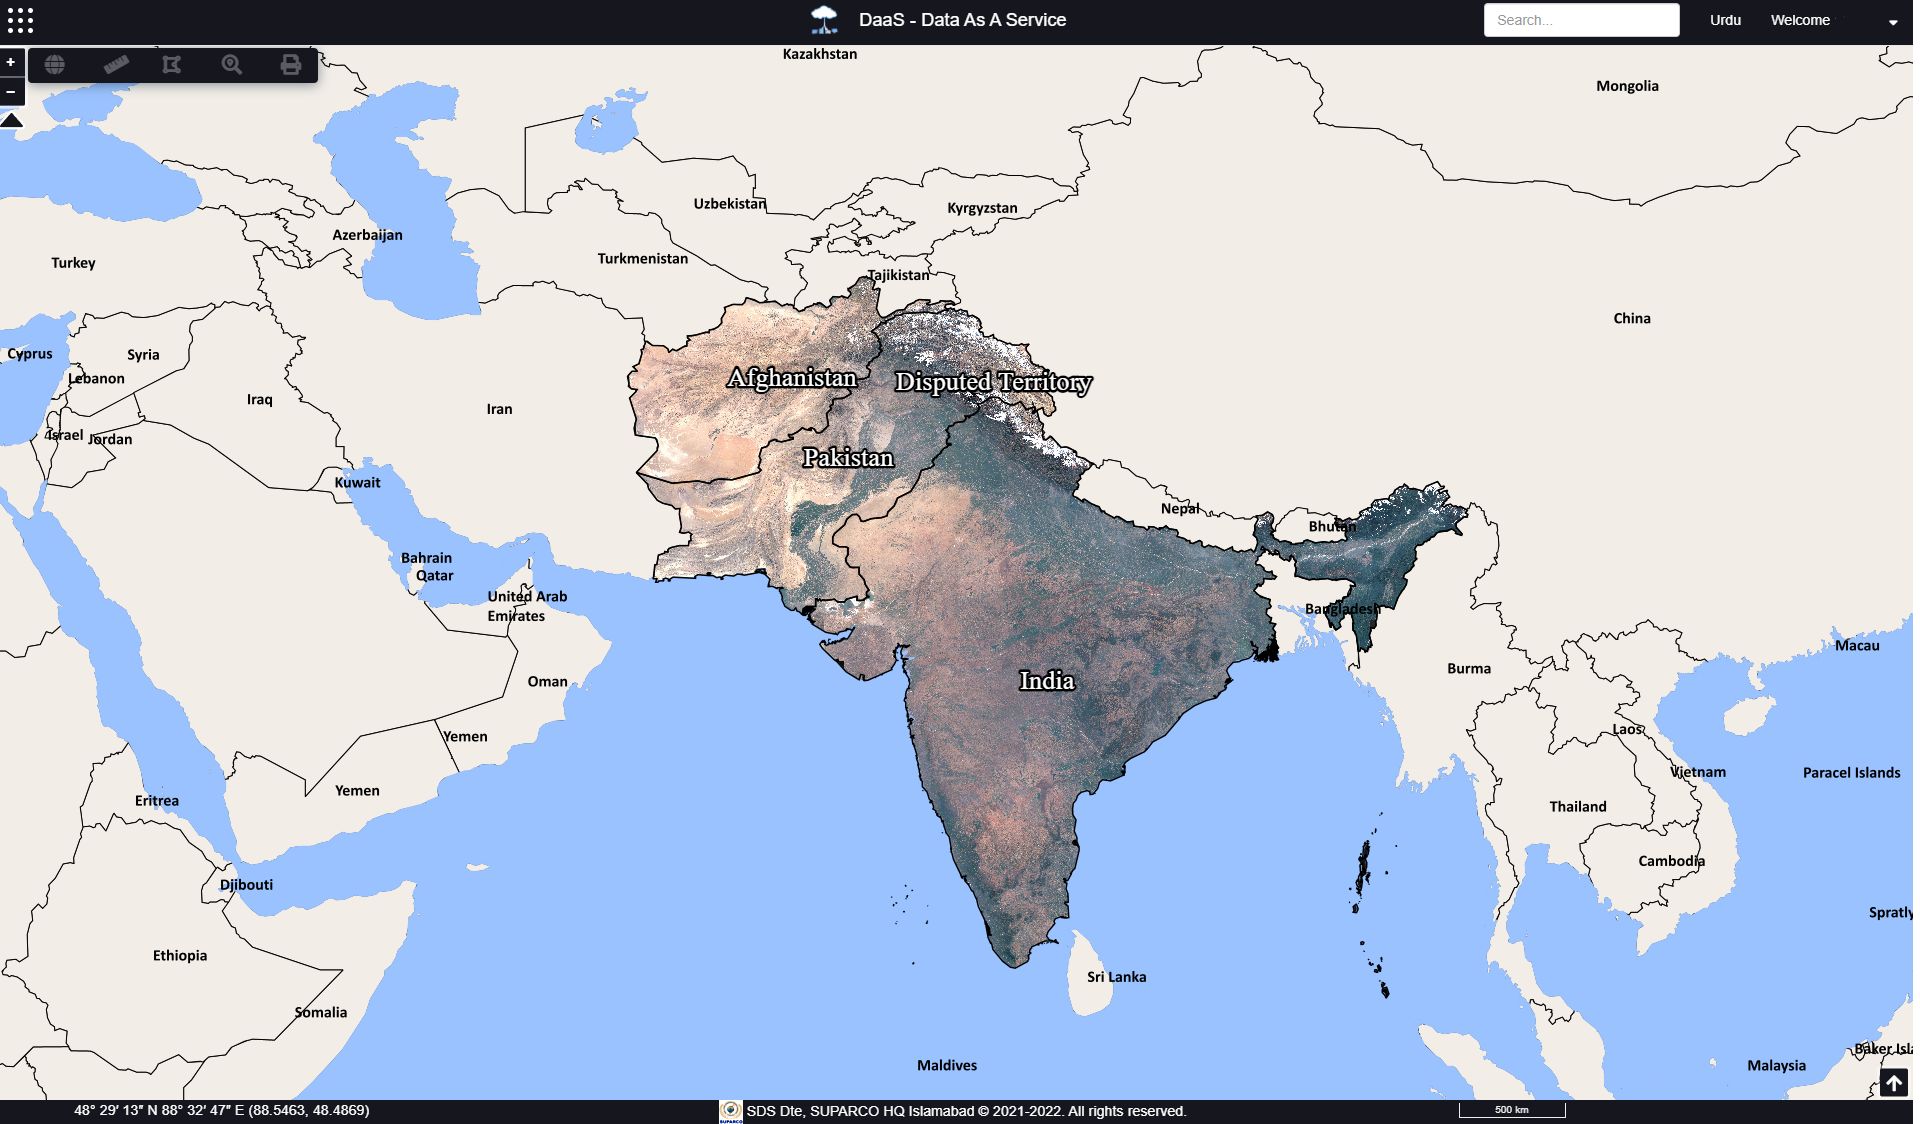 DaaS - Data As A Service
Search...
Urdu
Welcome
+
−
Kazakhstan
Mongolia
Uzbekistan
Kyrgyzstan
Azerbaijan
Turkey
Turkmenistan
Tajikistan
China
Cyprus
Syria
Lebanon
Iraq
Iran
Afghanistan
Disputed Territory
Israel
Jordan
Pakistan
Kuwait
Nepal
Bhutan
Bahrain
Qatar
United Arab
Emirates
Bangladesh
Macau
Burma
India
Oman
Laos
Yemen
Vietnam
Paracel Islands
Yemen
Eritrea
Thailand
Cambodia
Djibouti
Spratly
Ethiopia
Sri Lanka
Somalia
Baker Isla
Maldives
Malaysia
48° 29′ 13″ N 88° 32′ 47″ E (88.5463, 48.4869)
SUPARCO
SDS Dte, SUPARCO HQ Islamabad © 2021-2022. All rights reserved.
500 km